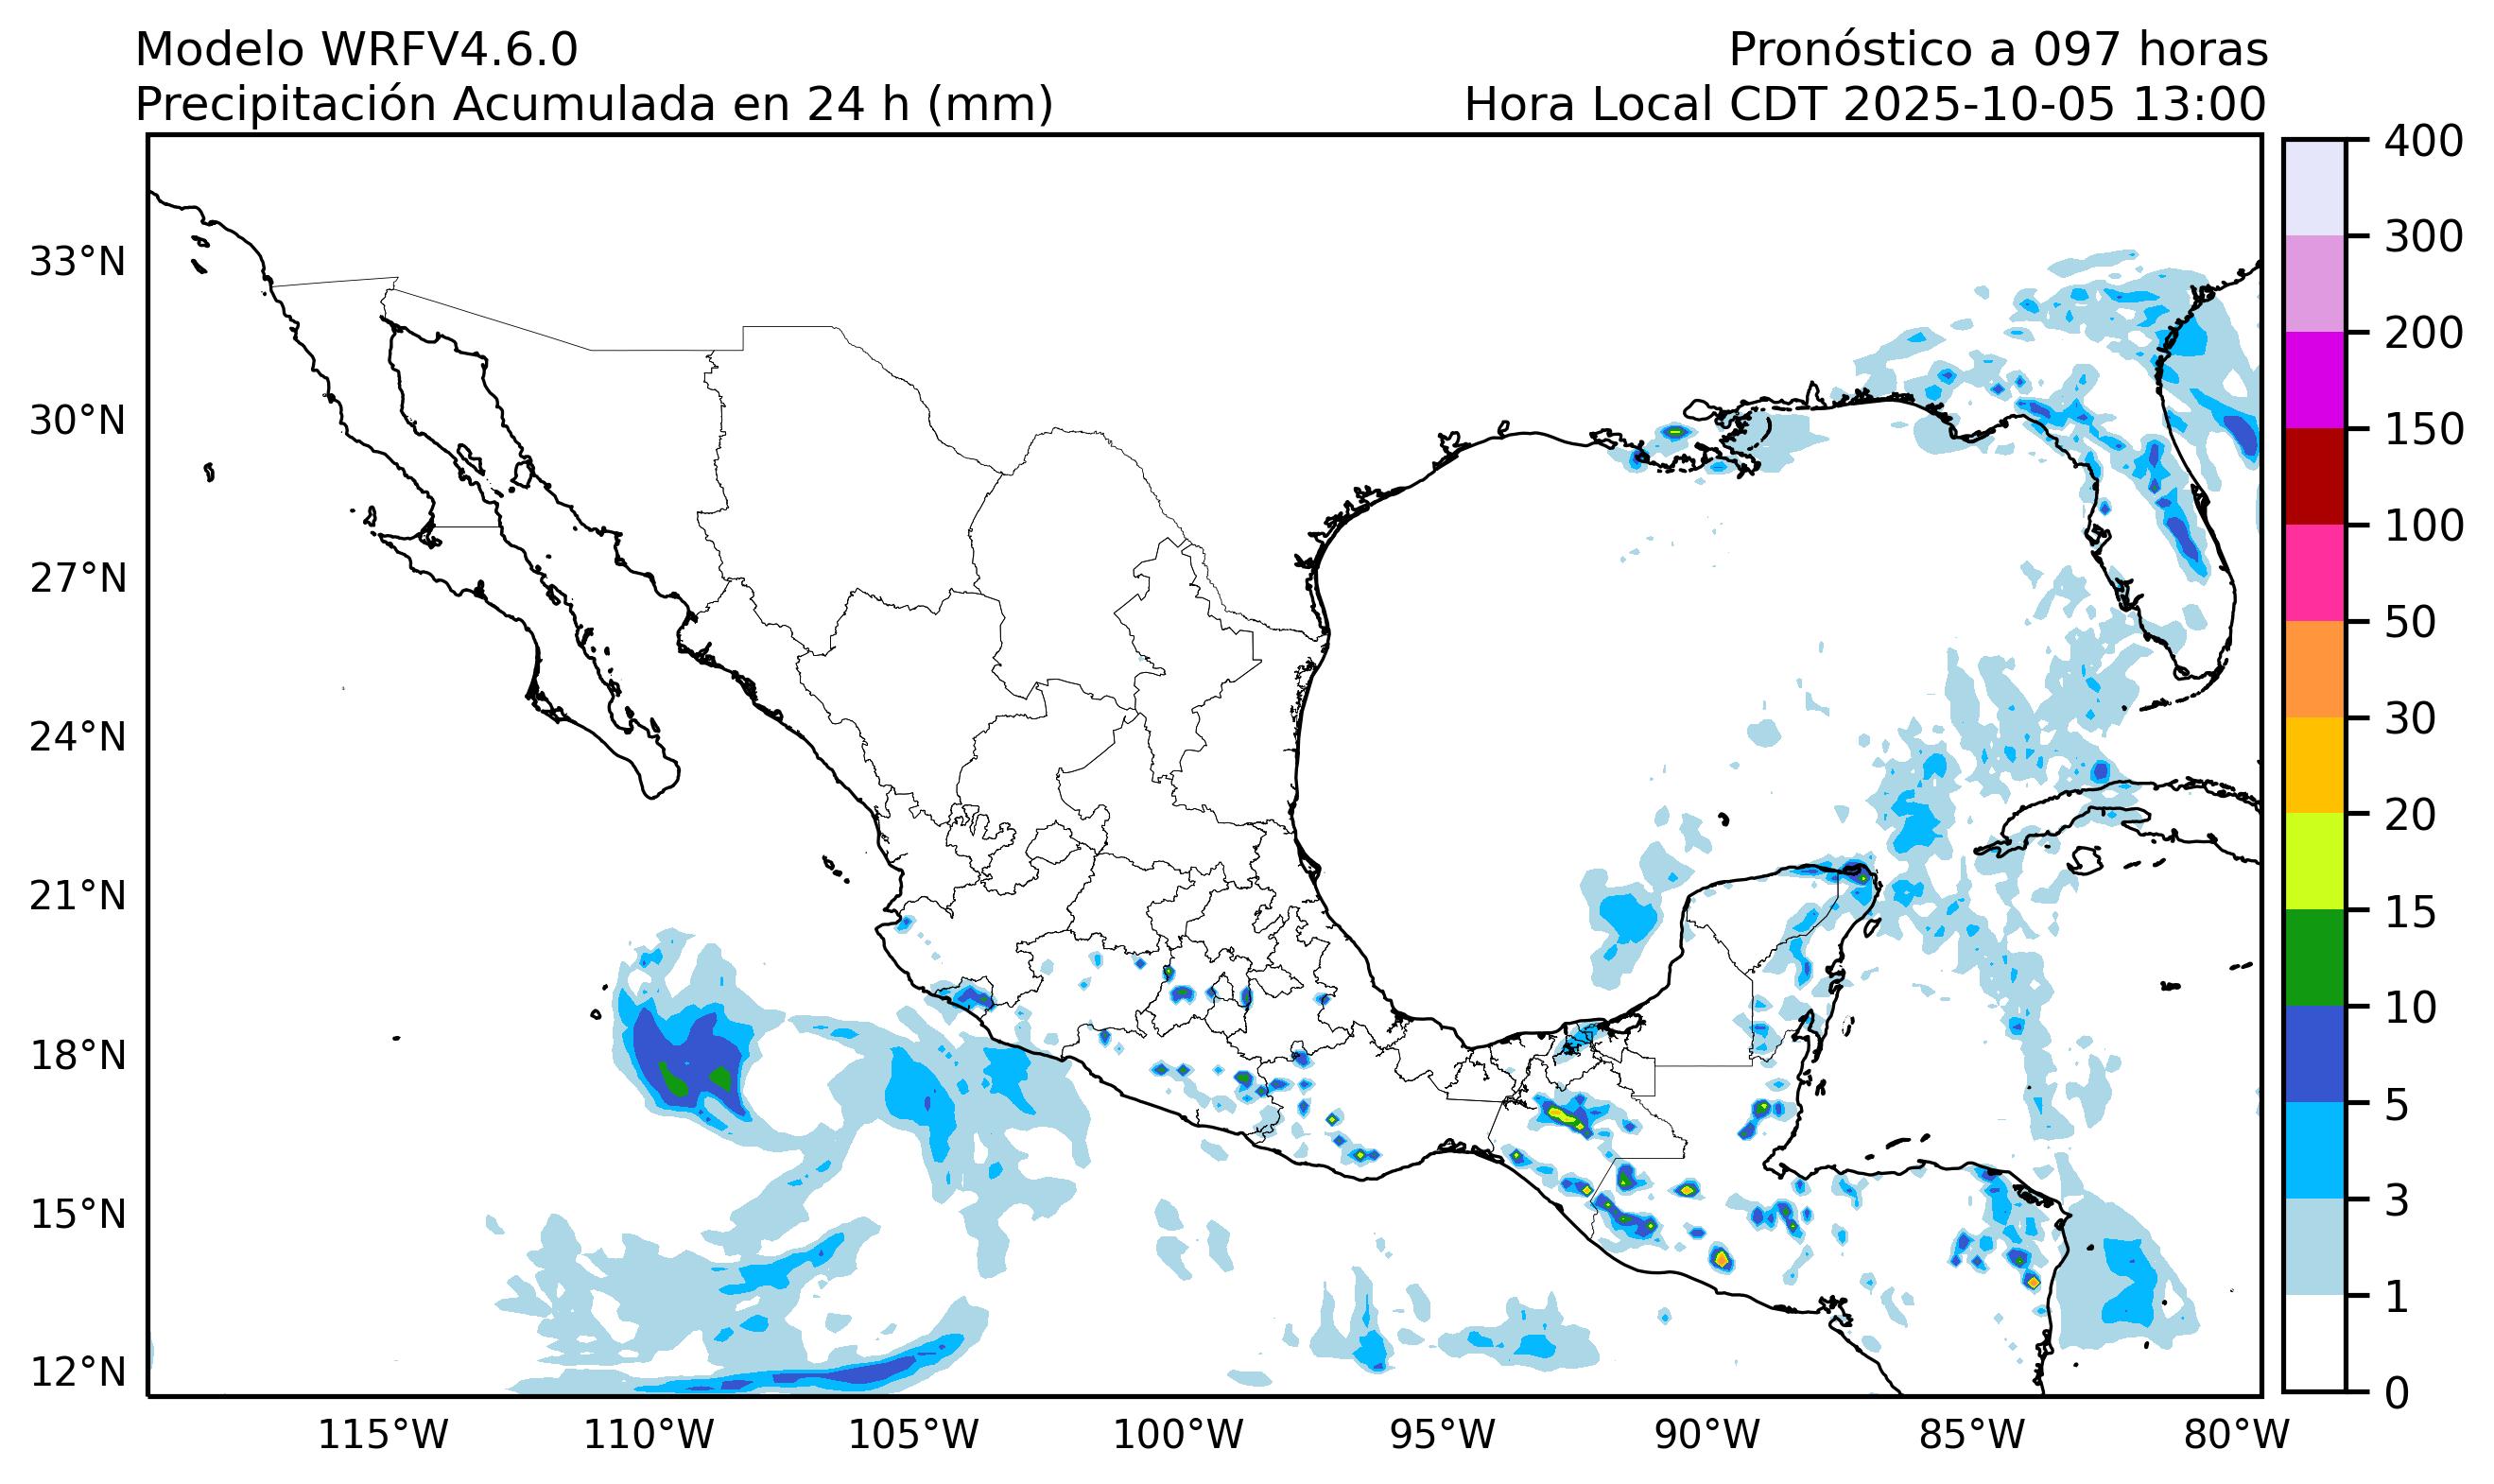 Modelo WRFV4.6.0
Pronóstico a 097 horas
Precipitación Acumulada en 24 h (mm)
Hora Local CDT 2025-10-05 13:00
400
300
200
150
100
50
30
20
15
10
5
3
1
0
33°N
30°N
27°N
24°N
21°N
18°N
15°N
12°N
115°W
110°W
105°W
100°W
95°W
90°W
85°W
80°W